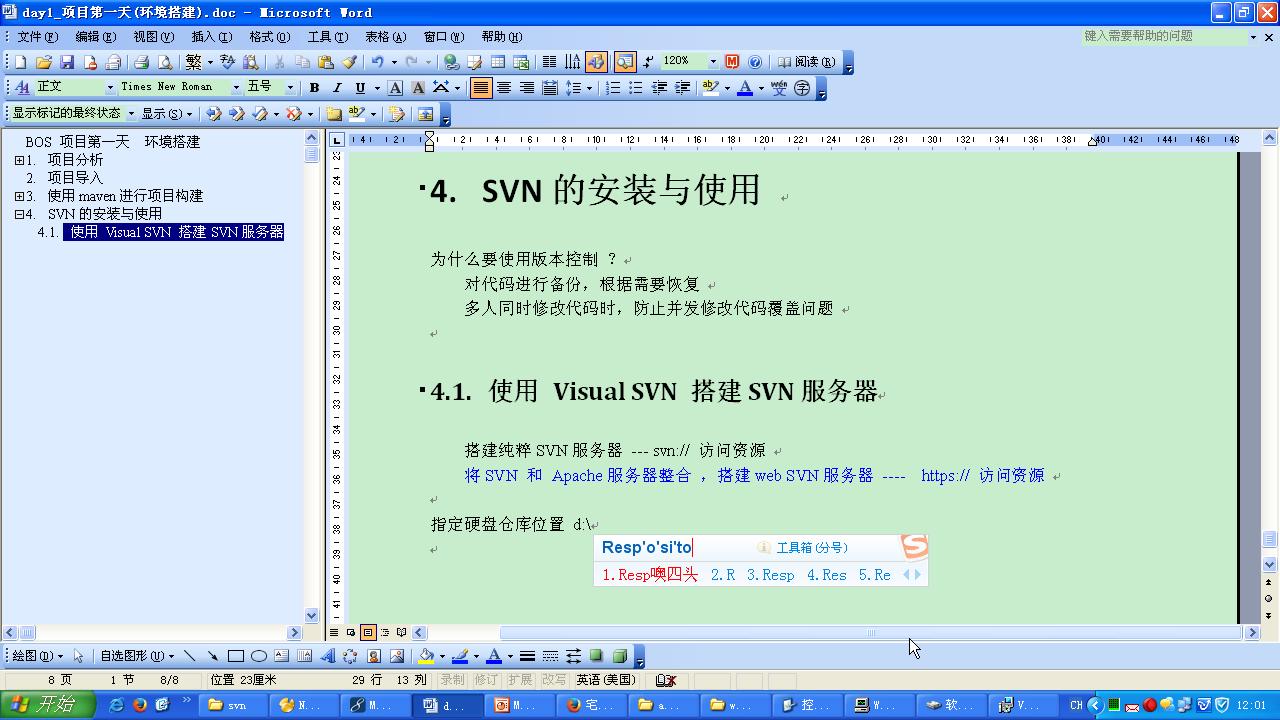 day1_项目第一天(环境搭建).doc - Microsoft Word
文件(F) 编辑(E) 视图(V) 插入(I) 格式(O) 工具(T) 表格(A) 窗口(W) 帮助(H) 键入需要帮助的问题
120% 阅读(R)
正文 Times New Roman 五号 B I U A A
显示标记的最终状态 显示(S)
BOS 项目第一天 环境搭建
1. 项目分析
2. 项目导入
3. 使用 maven 进行项目构建
4. SVN 的安装与使用
4.1. 使用 Visual SVN 搭建 SVN 服务器
4. SVN 的安装与使用
为什么要使用版本控制 ？
对代码进行备份，根据需要恢复
多人同时修改代码时，防止并发修改代码覆盖问题
4.1. 使用 Visual SVN 搭建 SVN 服务器
搭建纯粹 SVN 服务器 --- svn:// 访问资源
将 SVN 和 Apache 服务器整合 ，搭建 web SVN 服务器 ---- https:// 访问资源
指定硬盘仓库位置 d:\
Resp'o'si'to 工具箱(分号)
1.Resp噢四头 2.R 3.Resp 4.Res 5.Re
绘图(D) 自选图形(U)
8 页 1 节 8/8 位置 23厘米 29 行 13 列 录制 修订 扩展 改写 英语(美国)
开始 svn N... M... d... M... 宅... a... w... 控... W... 软... V... CH 12:01